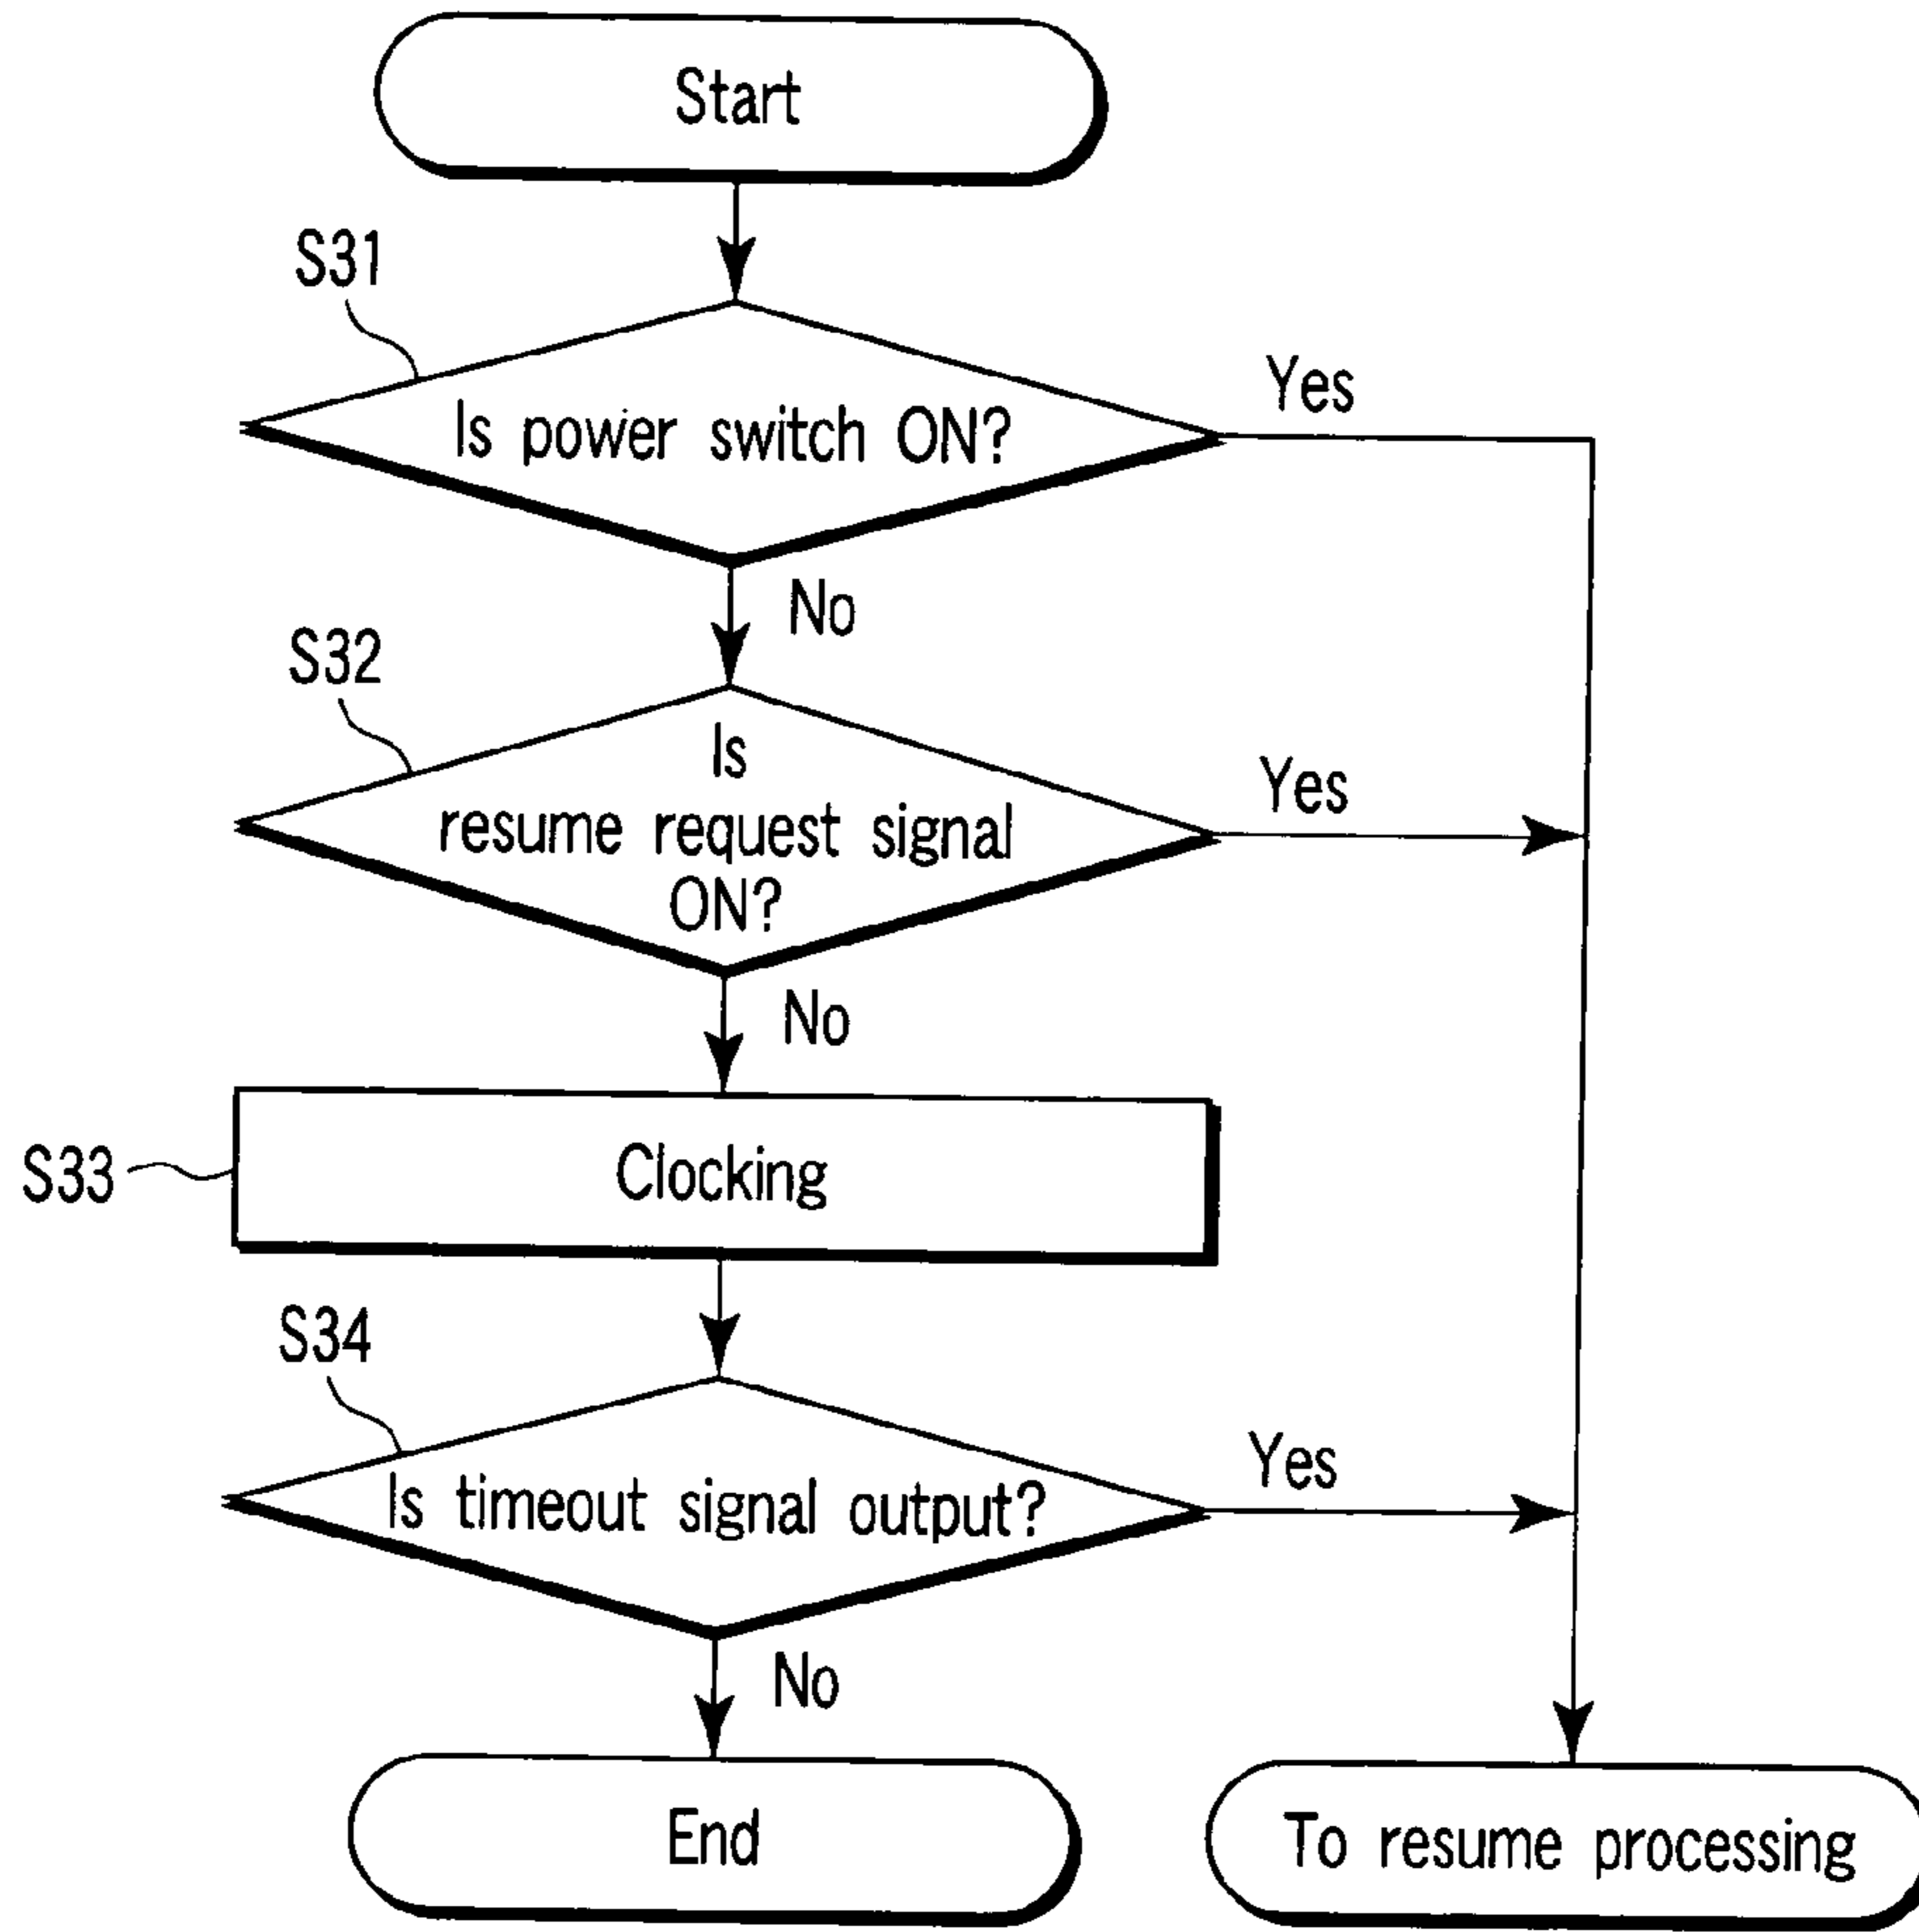 Start
S31
Is power switch ON?
Yes
No
S32
Is
resume request signal
ON?
Yes
No
S33
Clocking
S34
Is timeout signal output?
Yes
No
End
To resume processing